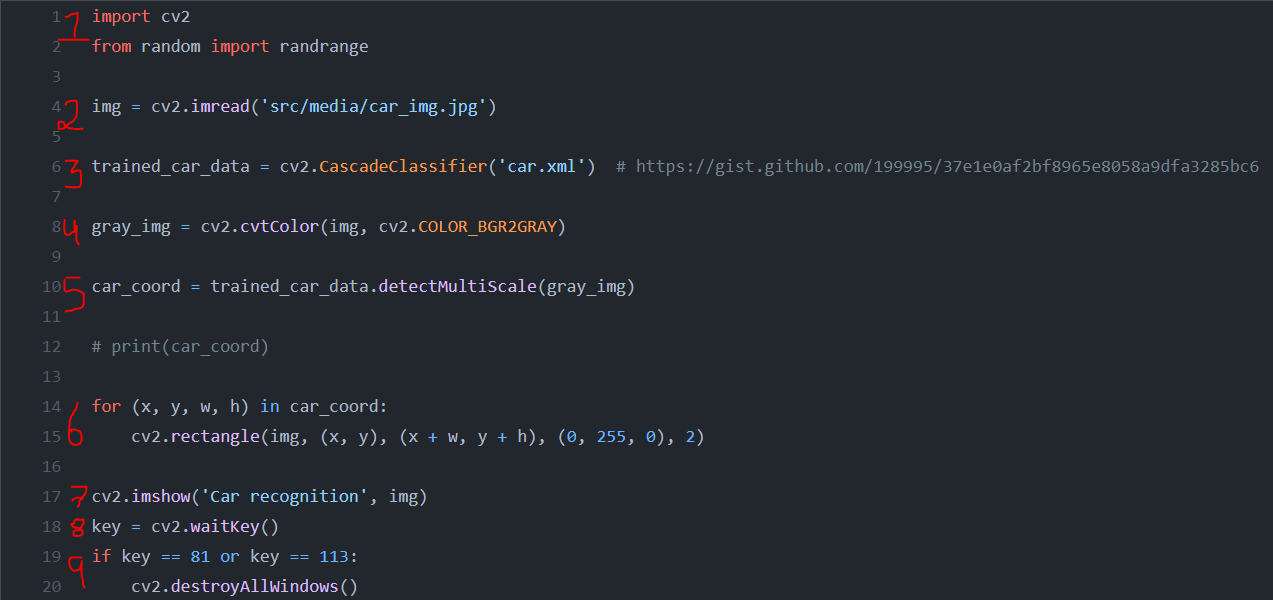 1 1 import cv2
2 from random import randrange
3
4 2 img = cv2.imread('src/media/car_img.jpg')
5
6 3 trained_car_data = cv2.CascadeClassifier('car.xml')  # https://gist.github.com/199995/37e1e0af2bf8965e8058a9dfa3285bc6
7
8 4 gray_img = cv2.cvtColor(img, cv2.COLOR_BGR2GRAY)
9
10 5 car_coord = trained_car_data.detectMultiScale(gray_img)
11
12 # print(car_coord)
13
14 6 for (x, y, w, h) in car_coord:
15     cv2.rectangle(img, (x, y), (x + w, y + h), (0, 255, 0), 2)
16
17 7 cv2.imshow('Car recognition', img)
18 8 key = cv2.waitKey()
19 9 if key == 81 or key == 113:
20     cv2.destroyAllWindows()